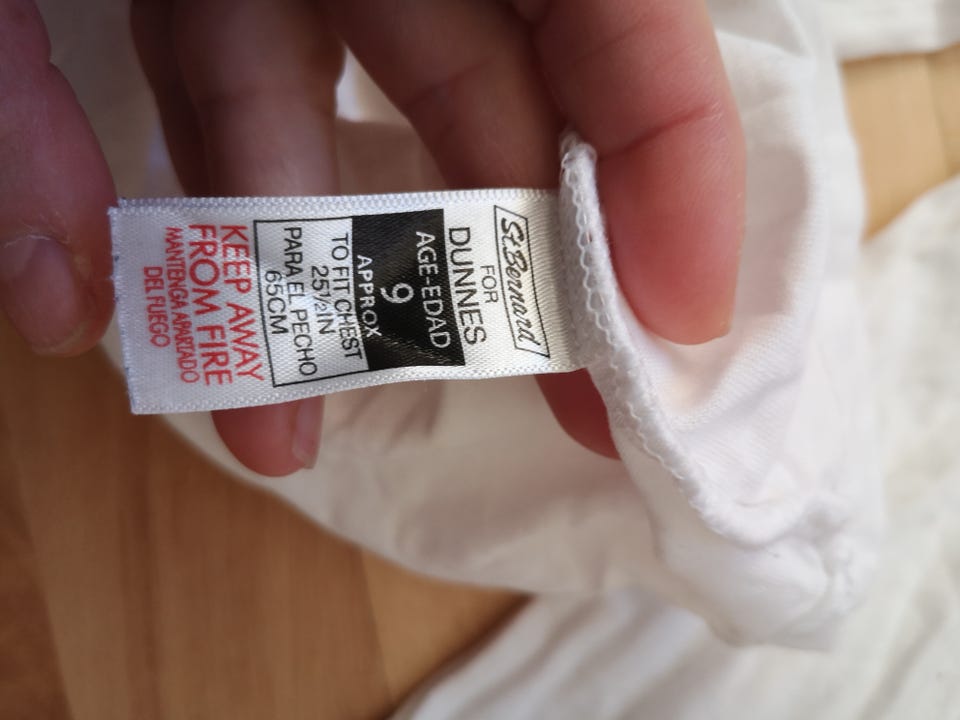 St.Bernard
FOR
DUNNES
AGE-EDAD
9
APPROX
TO FIT CHEST
25½IN
PARA EL PECHO
65CM
KEEP AWAY
FROM FIRE
MANTENGA APARTADO
DEL FUEGO